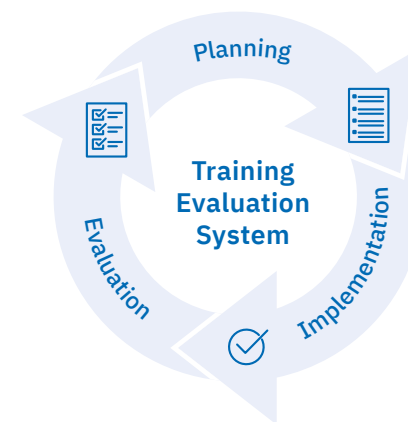 Planning
Training
Evaluation
System
Implementation
Evaluation